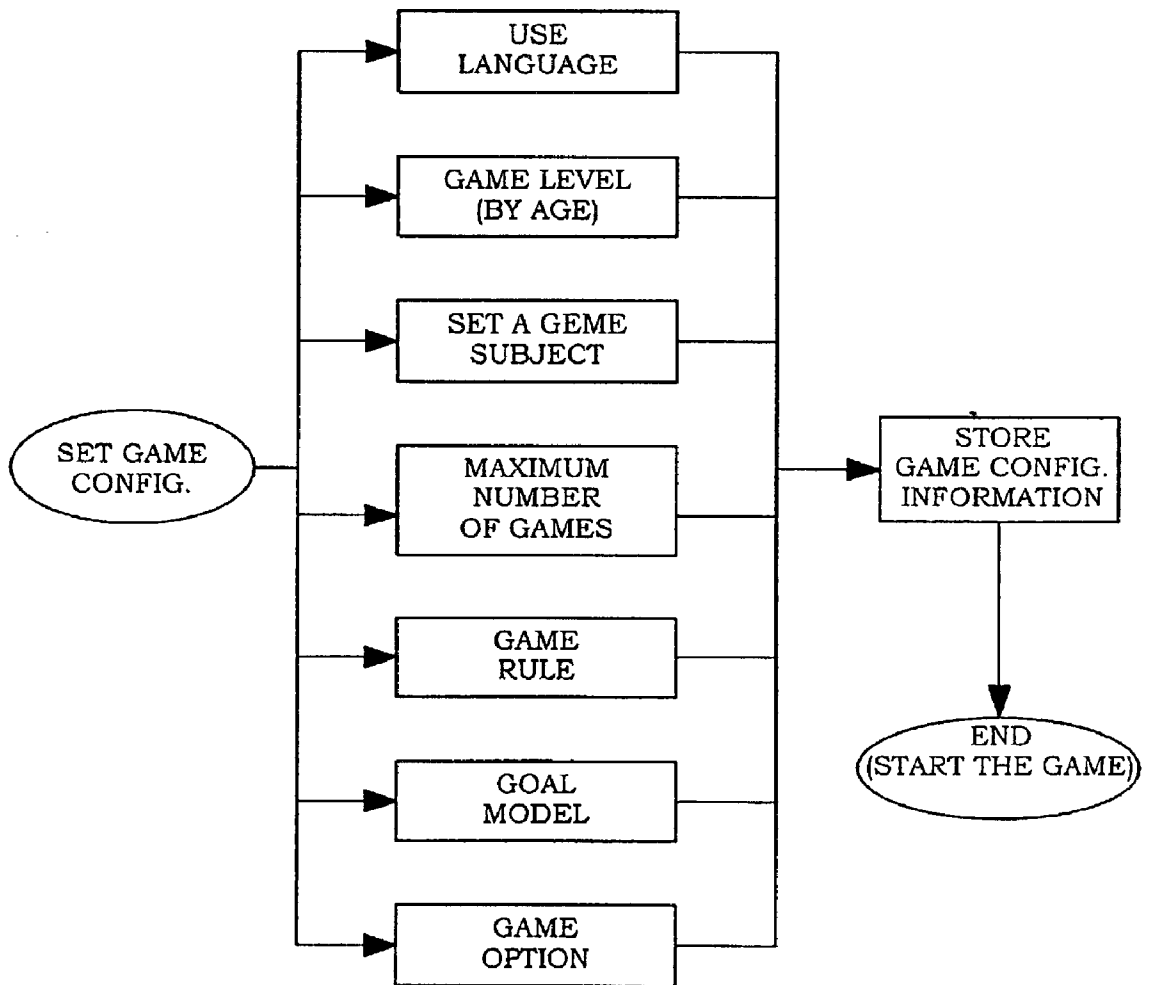 SET GAME
CONFIG.
USE
LANGUAGE
GAME LEVEL
(BY AGE)
SET A GEME
SUBJECT
MAXIMUM
NUMBER
OF GAMES
GAME
RULE
GOAL
MODEL
GAME
OPTION
STORE
GAME CONFIG.
INFORMATION
END
(START THE GAME)